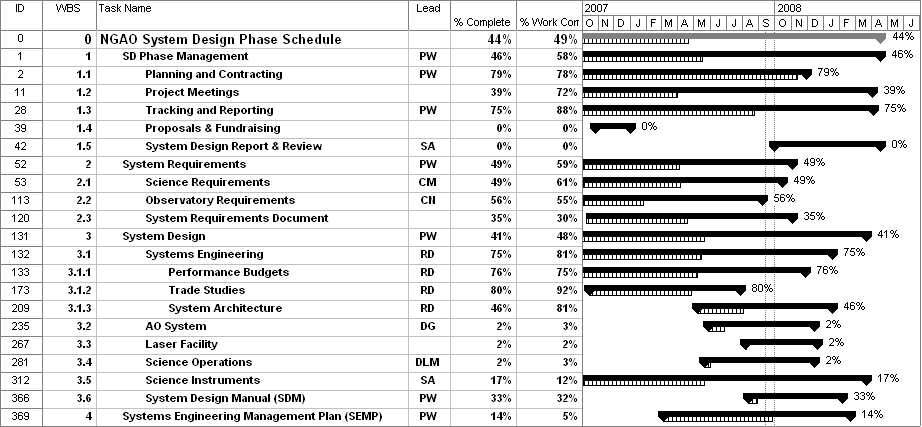 ID WBS Task Name Lead % Complete % Work Corr 2007 2008
O N D J F M A M J J A S O N D J F M A M J
0 0 NGAO System Design Phase Schedule 44% 49% 44%
1 1 SD Phase Management PW 46% 58% 46%
2 1.1 Planning and Contracting PW 79% 78% 79%
11 1.2 Project Meetings 39% 72% 39%
28 1.3 Tracking and Reporting PW 75% 88% 75%
39 1.4 Proposals & Fundraising 0% 0% 0%
42 1.5 System Design Report & Review SA 0% 0% 0%
52 2 System Requirements PW 49% 59% 49%
53 2.1 Science Requirements CM 49% 61% 49%
113 2.2 Observatory Requirements CN 56% 55% 56%
120 2.3 System Requirements Document 35% 30% 35%
131 3 System Design PW 41% 48% 41%
132 3.1 Systems Engineering RD 75% 81% 75%
133 3.1.1 Performance Budgets RD 76% 75% 76%
173 3.1.2 Trade Studies RD 80% 92% 80%
209 3.1.3 System Architecture RD 46% 81% 46%
235 3.2 AO System DG 2% 3% 2%
267 3.3 Laser Facility 2% 2% 2%
281 3.4 Science Operations DLM 2% 3% 2%
312 3.5 Science Instruments SA 17% 12% 17%
366 3.6 System Design Manual (SDM) PW 33% 32% 33%
369 4 Systems Engineering Management Plan (SEMP) PW 14% 5% 14%